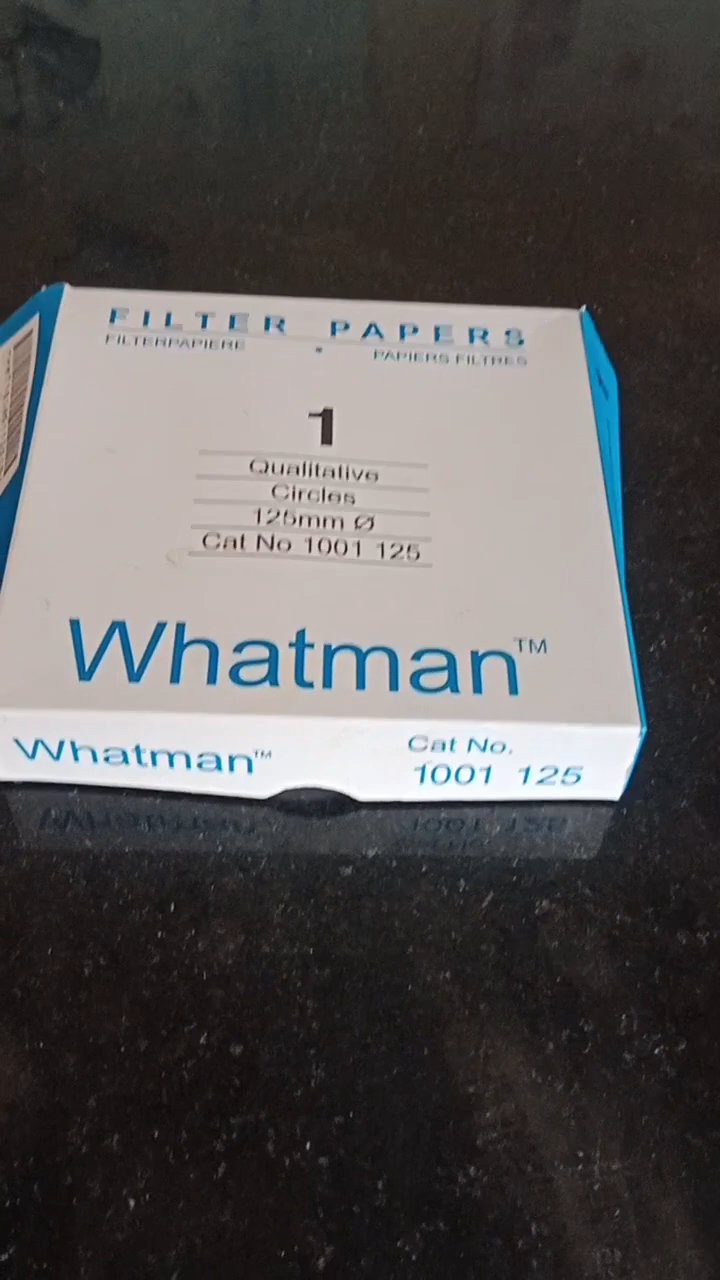 FILTER PAPERS
FILTERPAPIERE • PAPIERS FILTRES
1
Qualitative
Circles
125mm Ø
Cat No 1001 125
Whatman™
Whatman™ Cat No.
1001 125